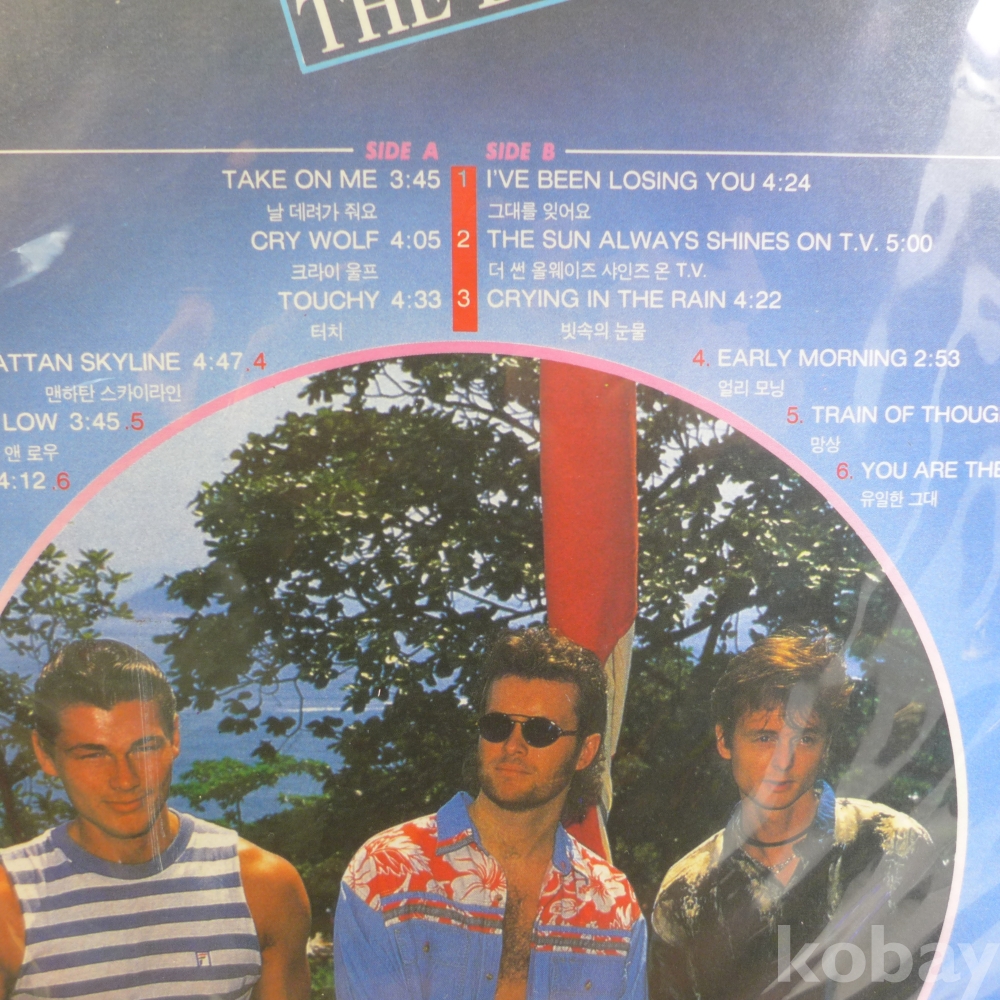 THE
SIDE A
TAKE ON ME 3:45 1
날 데려가 줘요
CRY WOLF 4:05 2
크라이 울프
TOUCHY 4:33 3
터치
ATTAN SKYLINE 4:47 .4
맨하탄 스카이라인
LOW 3:45 .5
앤 로우
4:12 .6
SIDE B
I'VE BEEN LOSING YOU 4:24
그대를 잊어요
THE SUN ALWAYS SHINES ON T.V. 5:00
더 썬 올웨이즈 샤인즈 온 T.V.
CRYING IN THE RAIN 4:22
빗속의 눈물
4. EARLY MORNING 2:53
얼리 모닝
5. TRAIN OF THOUG
망상
6. YOU ARE THE
유일한 그대
kobay